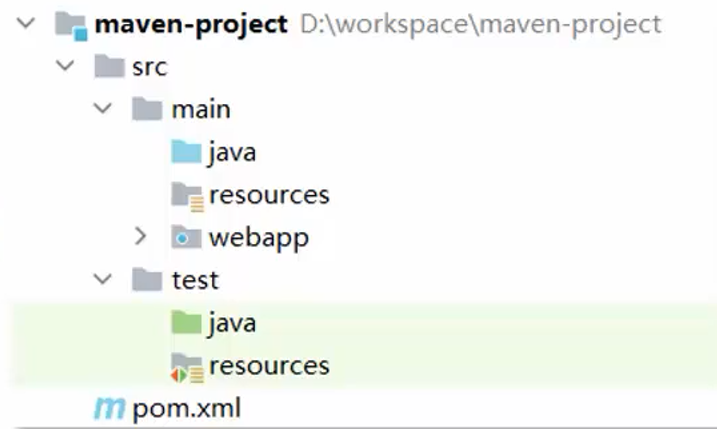 maven-project D:\workspace\maven-project
src
main
java
resources
webapp
test
java
resources
pom.xml